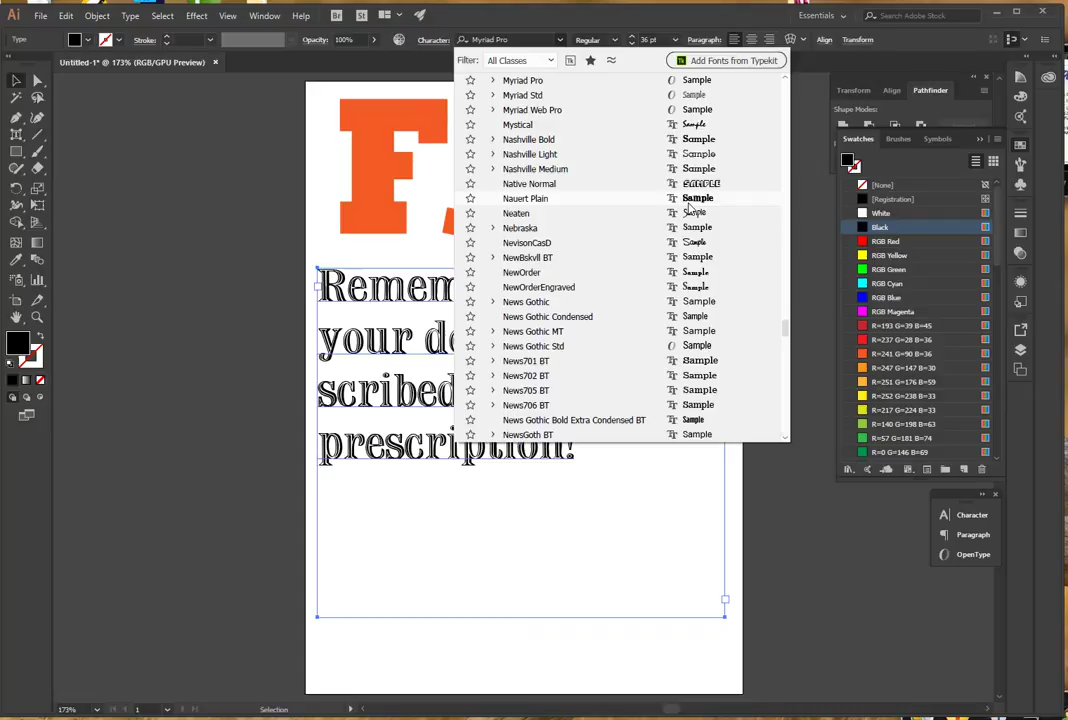 Ai File Edit Object Type Select Effect View Window Help Br St Essentials Search Adobe Stock
Type Stroke: Opacity: 100% Character: Myriad Pro Regular 36 pt Paragraph: Align Transform
Untitled-1* @ 173% (RGB/GPU Preview) ×
Filter: All Classes Add Fonts from Typekit
Myriad Pro Sample
Myriad Std Sample
Myriad Web Pro Sample
Mystical Sample
Nashville Bold Sample
Nashville Light Sample
Nashville Medium Sample
Native Normal SAMPLE
Nauert Plain Sample
Neaten Sample
Nebraska Sample
NevisonCasD Sample
NewBskvll BT Sample
NewOrder Sample
NewOrderEngraved Sample
News Gothic Sample
News Gothic Condensed Sample
News Gothic MT Sample
News Gothic Std Sample
News701 BT Sample
News702 BT Sample
News705 BT Sample
News706 BT Sample
News Gothic Bold Extra Condensed BT Sample
NewsGoth BT Sample
F
Remem
your d
scribed
prescription!
Transform Align Pathfinder
Shape Modes:
Swatches Brushes Symbols
[None]
[Registration]
White
Black
RGB Red
RGB Yellow
RGB Green
RGB Cyan
RGB Blue
RGB Magenta
R=193 G=39 B=45
R=237 G=28 B=36
R=241 G=90 B=36
R=247 G=147 B=30
R=251 G=176 B=59
R=252 G=238 B=33
R=217 G=224 B=33
R=140 G=198 B=63
R=57 G=181 B=74
R=0 G=146 B=69
Character
Paragraph
OpenType
173% 1 Selection